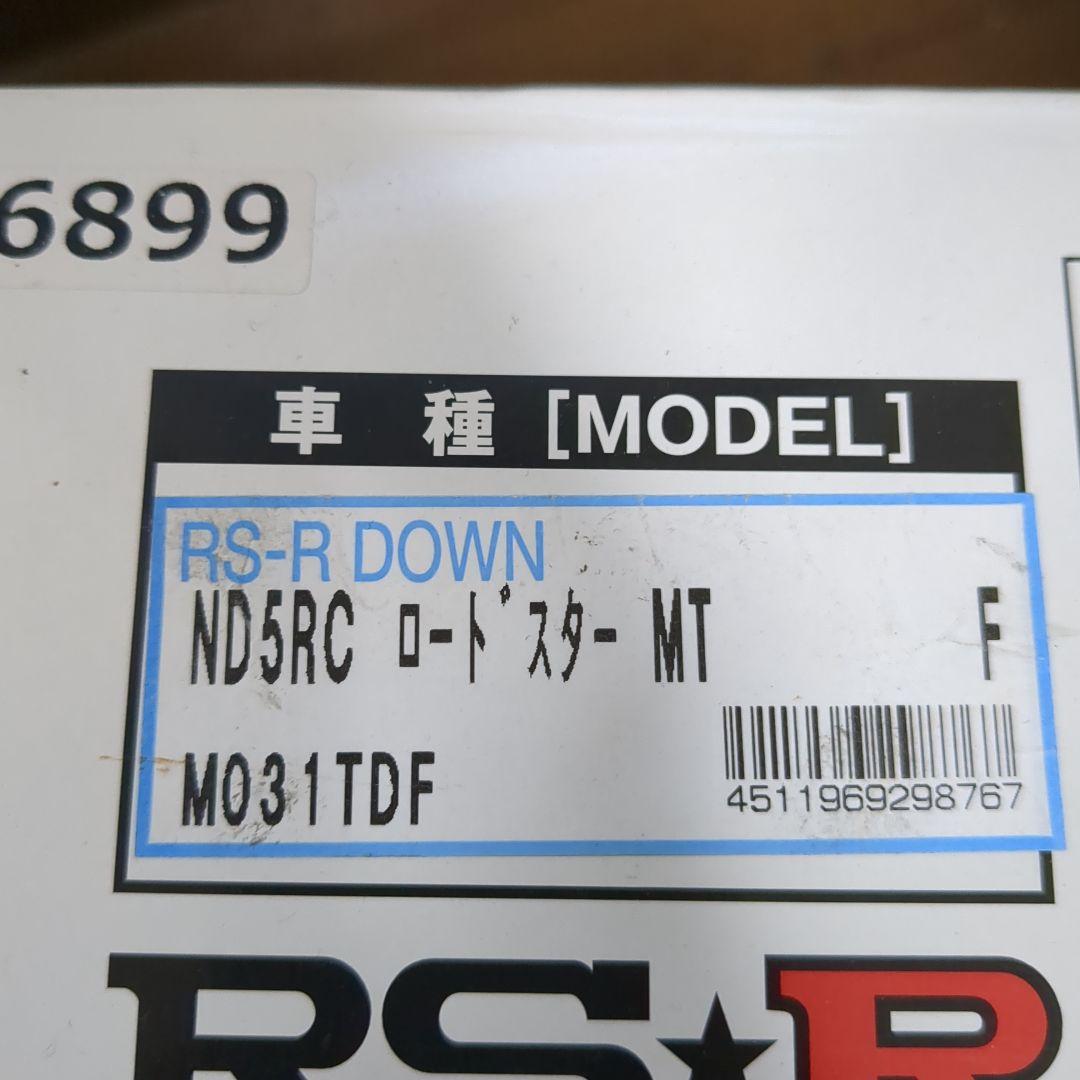 6899
車 種 [MODEL]
RS-R DOWN
ND5RC ﾛｰﾄﾞｽﾀｰ MT F
M031TDF
4511969298767
RS★R